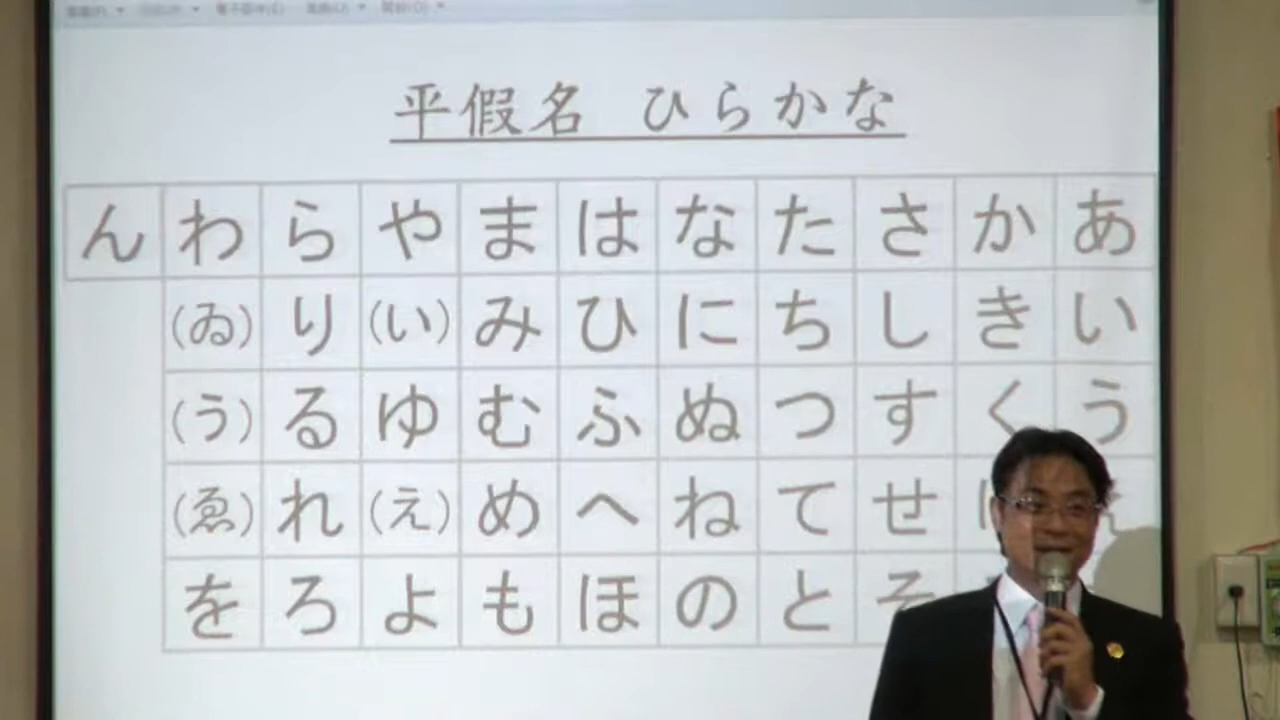 平假名 ひらかな
ん わ ら や ま は な た さ か あ
(ゐ) り (い) み ひ に ち し き い
(う) る ゆ む ふ ぬ つ す く う
(ゑ) れ (え) め へ ね て せ
を ろ よ も ほ の と そ